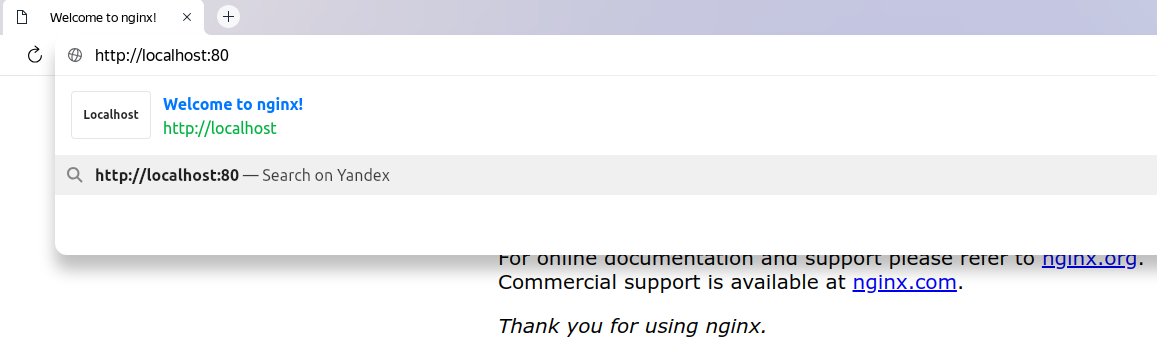 Welcome to nginx!
http://localhost:80
Localhost
Welcome to nginx!
http://localhost
http://localhost:80 — Search on Yandex
For online documentation and support please refer to nginx.org.
Commercial support is available at nginx.com.
Thank you for using nginx.